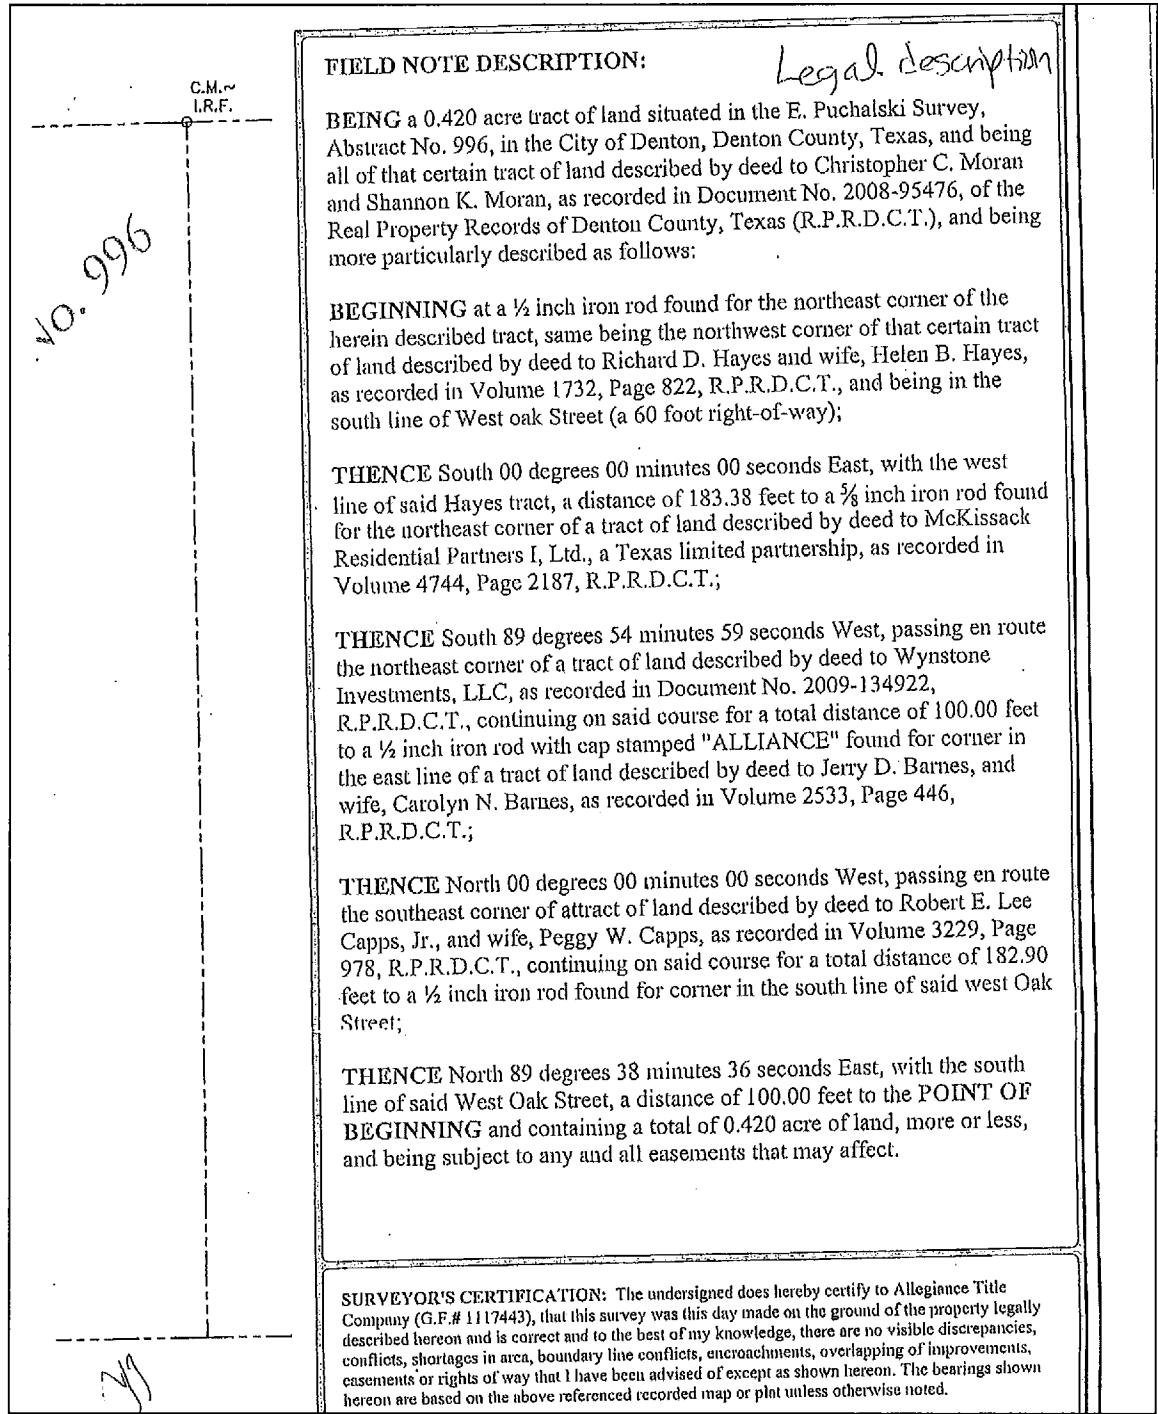 C.M.~
I.R.F.
No. 996
FIELD NOTE DESCRIPTION:
Legal description
BEING a 0.420 acre tract of land situated in the E. Puchalski Survey,
Abstract No. 996, in the City of Denton, Denton County, Texas, and being
all of that certain tract of land described by deed to Christopher C. Moran
and Shannon K. Moran, as recorded in Document No. 2008-95476, of the
Real Property Records of Denton County, Texas (R.P.R.D.C.T.), and being
more particularly described as follows:
BEGINNING at a ½ inch iron rod found for the northeast corner of the
herein described tract, same being the northwest corner of that certain tract
of land described by deed to Richard D. Hayes and wife, Helen B. Hayes,
as recorded in Volume 1732, Page 822, R.P.R.D.C.T., and being in the
south line of West oak Street (a 60 foot right-of-way);
THENCE South 00 degrees 00 minutes 00 seconds East, with the west
line of said Hayes tract, a distance of 183.38 feet to a ⅝ inch iron rod found
for the northeast corner of a tract of land described by deed to McKissack
Residential Partners I, Ltd., a Texas limited partnership, as recorded in
Volume 4744, Page 2187, R.P.R.D.C.T.;
THENCE South 89 degrees 54 minutes 59 seconds West, passing en route
the northeast corner of a tract of land described by deed to Wynstone
Investments, LLC, as recorded in Document No. 2009-134922,
R.P.R.D.C.T., continuing on said course for a total distance of 100.00 feet
to a ½ inch iron rod with cap stamped "ALLIANCE" found for corner in
the east line of a tract of land described by deed to Jerry D. Barnes, and
wife, Carolyn N. Barnes, as recorded in Volume 2533, Page 446,
R.P.R.D.C.T.;
THENCE North 00 degrees 00 minutes 00 seconds West, passing en route
the southeast corner of attract of land described by deed to Robert E. Lee
Capps, Jr., and wife, Peggy W. Capps, as recorded in Volume 3229, Page
978, R.P.R.D.C.T., continuing on said course for a total distance of 182.90
feet to a ½ inch iron rod found for corner in the south line of said west Oak
Street;
THENCE North 89 degrees 38 minutes 36 seconds East, with the south
line of said West Oak Street, a distance of 100.00 feet to the POINT OF
BEGINNING and containing a total of 0.420 acre of land, more or less,
and being subject to any and all easements that may affect.
SURVEYOR'S CERTIFICATION: The undersigned does hereby certify to Allegiance Title
Company (G.F.# 1117443), that this survey was this day made on the ground of the property legally
described hereon and is correct and to the best of my knowledge, there are no visible discrepancies,
conflicts, shortages in area, boundary line conflicts, encroachments, overlapping of improvements,
easements or rights of way that I have been advised of except as shown hereon. The bearings shown
hereon are based on the above referenced recorded map or plat unless otherwise noted.